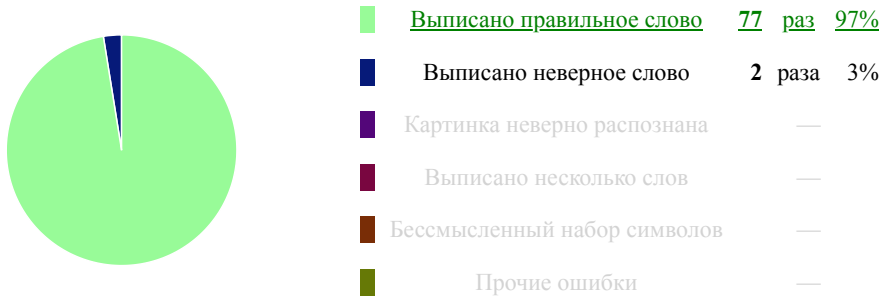 Выписано правильное слово 77 раз 97%
Выписано неверное слово 2 раза 3%
Картинка неверно распознана —
Выписано несколько слов —
Бессмысленный набор символов —
Прочие ошибки —